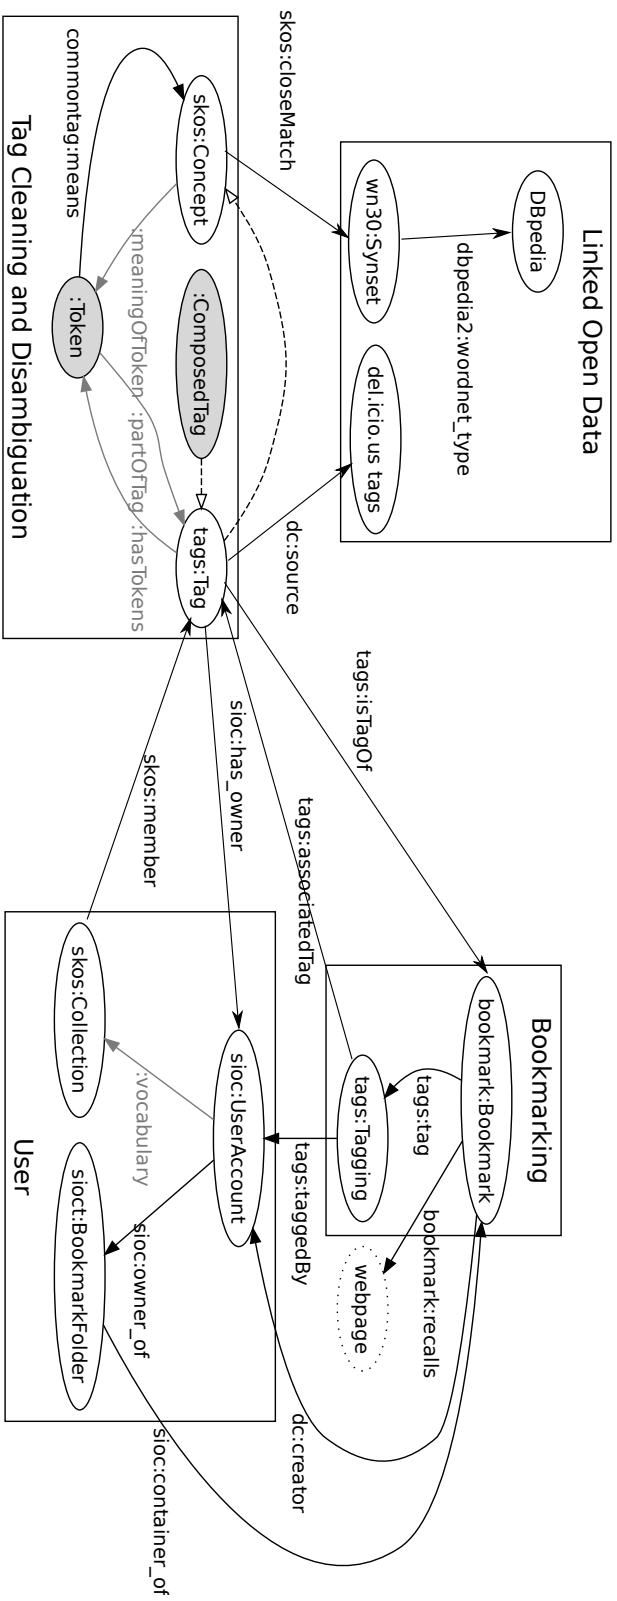 Linked Open Data
DBpedia
dbpedia2:wordnet_type
wn30:Synset
del.icio.us tags
skos:closeMatch
dc:source
Tag Cleaning and Disambiguation
skos:Concept
:ComposedTag
tags:Tag
:meaningOfToken
:partOfTag
:hasTokens
:Token
commontag:means
tags:isTagOf
tags:associatedTag
sioc:has_owner
skos:member
Bookmarking
bookmark:Bookmark
tags:tag
bookmark:recalls
tags:Tagging
webpage
tags:taggedBy
dc:creator
sioc:UserAccount
:vocabulary
sioc:owner_of
sioc:container_of
skos:Collection
sioct:BookmarkFolder
User